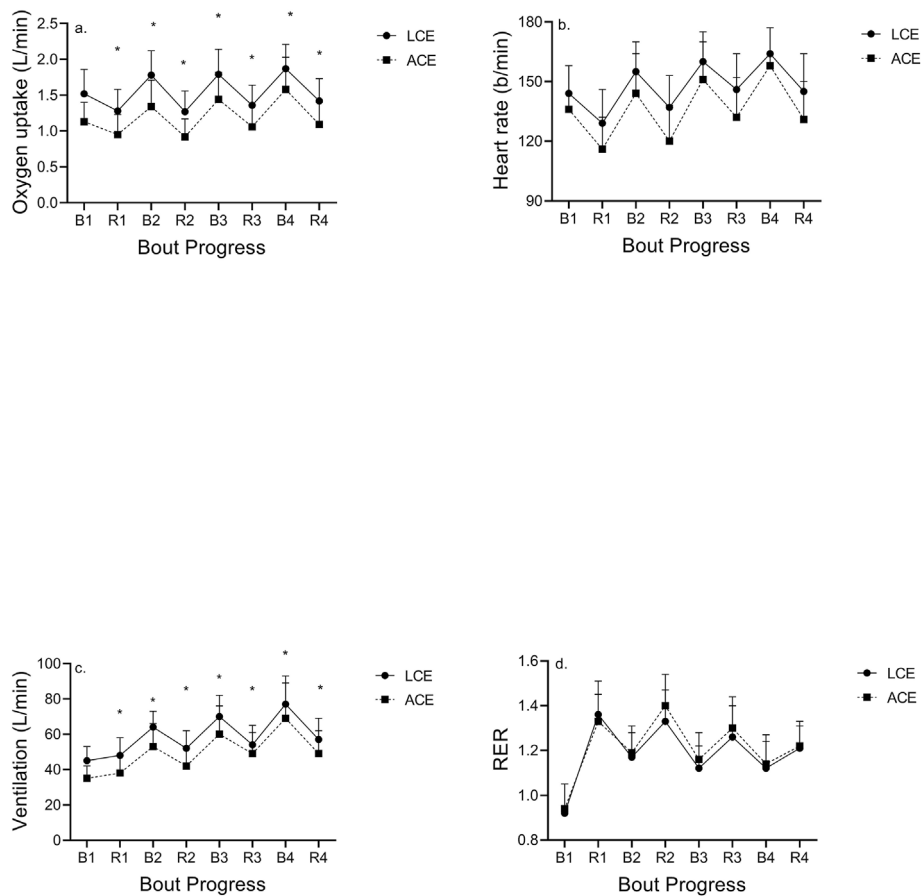 a.
* * * * * * *
2.5
2.0
1.5
1.0
0.5
0.0
Oxygen uptake (L/min)
B1 R1 B2 R2 B3 R3 B4 R4
Bout Progress
LCE
ACE
b.
180
150
120
90
Heart rate (b/min)
B1 R1 B2 R2 B3 R3 B4 R4
Bout Progress
LCE
ACE
c.
* * * * * * *
100
80
60
40
20
0
Ventilation (L/min)
B1 R1 B2 R2 B3 R3 B4 R4
Bout Progress
LCE
ACE
d.
1.6
1.4
1.2
1.0
0.8
RER
B1 R1 B2 R2 B3 R3 B4 R4
Bout Progress
LCE
ACE